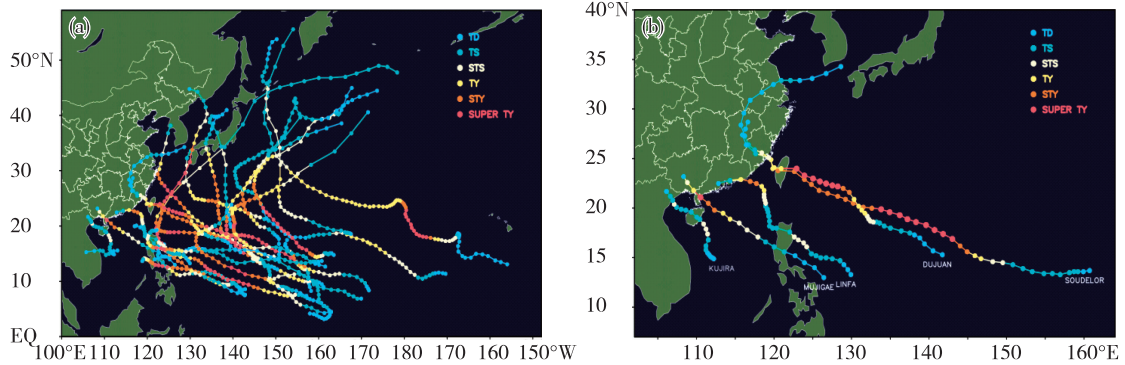 (a)
TD
TS
STS
TY
STY
SUPER TY
50°N
40
30
20
10
EQ
100°E 110 120 130 140 150 160 170 160 150°W
(b)
TD
TS
STS
TY
STY
SUPER TY
40°N
35
30
25
20
15
10
KUJIRA
MUJIGAE
LINFA
DUJUAN
SOUDELOR
110 120 130 140 150 160°E